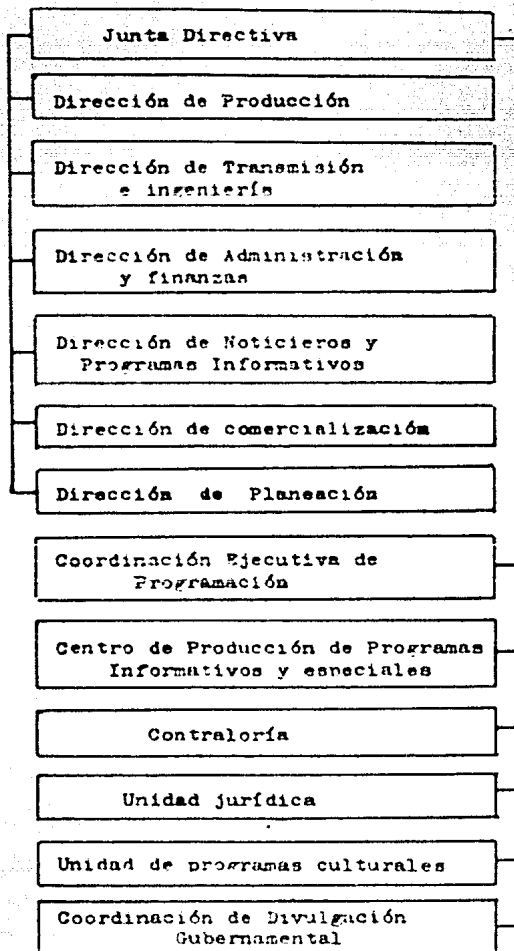 Junta Directiva
Dirección de Producción
Dirección de Transmisión
e ingeniería
Dirección de Administración
y finanzas
Dirección de Noticieros y
Programas Informativos
Dirección de comercialización
Dirección de Planeación
Coordinación Ejecutiva de
Programación
Centro de Producción de Programas
Informativos y especiales
Contraloría
Unidad jurídica
Unidad de programas culturales
Coordinación de Divulgación
Gubernamental